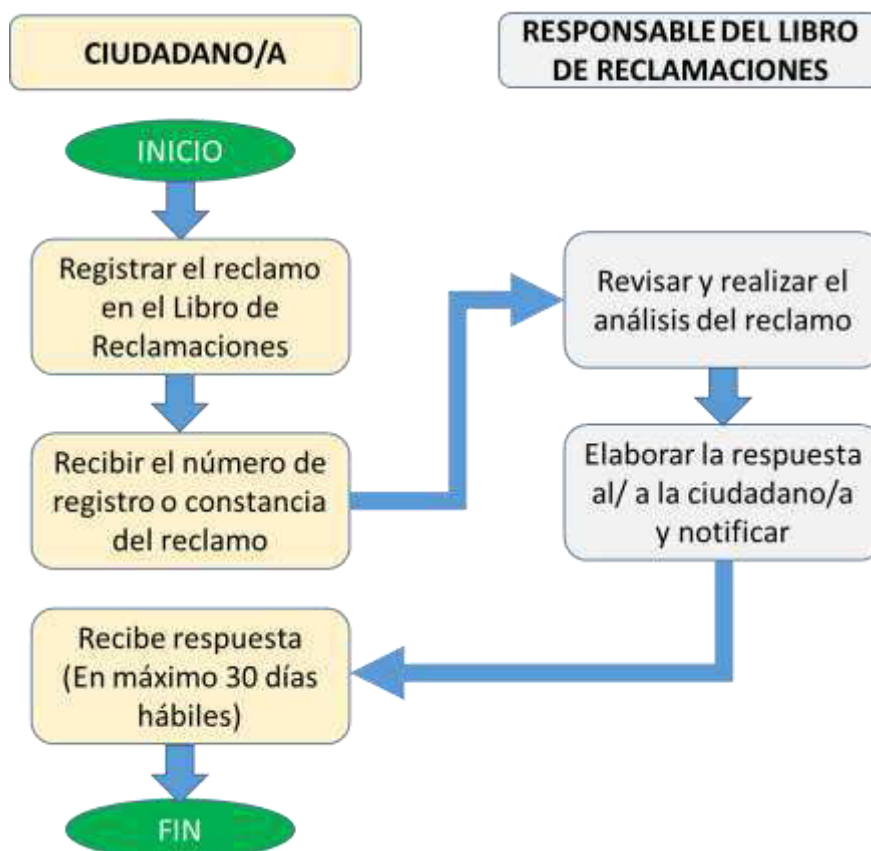 CIUDADANO/A
RESPONSABLE DEL LIBRO
DE RECLAMACIONES
INICIO
Registrar el reclamo
en el Libro de
Reclamaciones
Recibir el número de
registro o constancia
del reclamo
Revisar y realizar el
análisis del reclamo
Elaborar la respuesta
al/ a la ciudadano/a
y notificar
Recibe respuesta
(En máximo 30 días
hábiles)
FIN